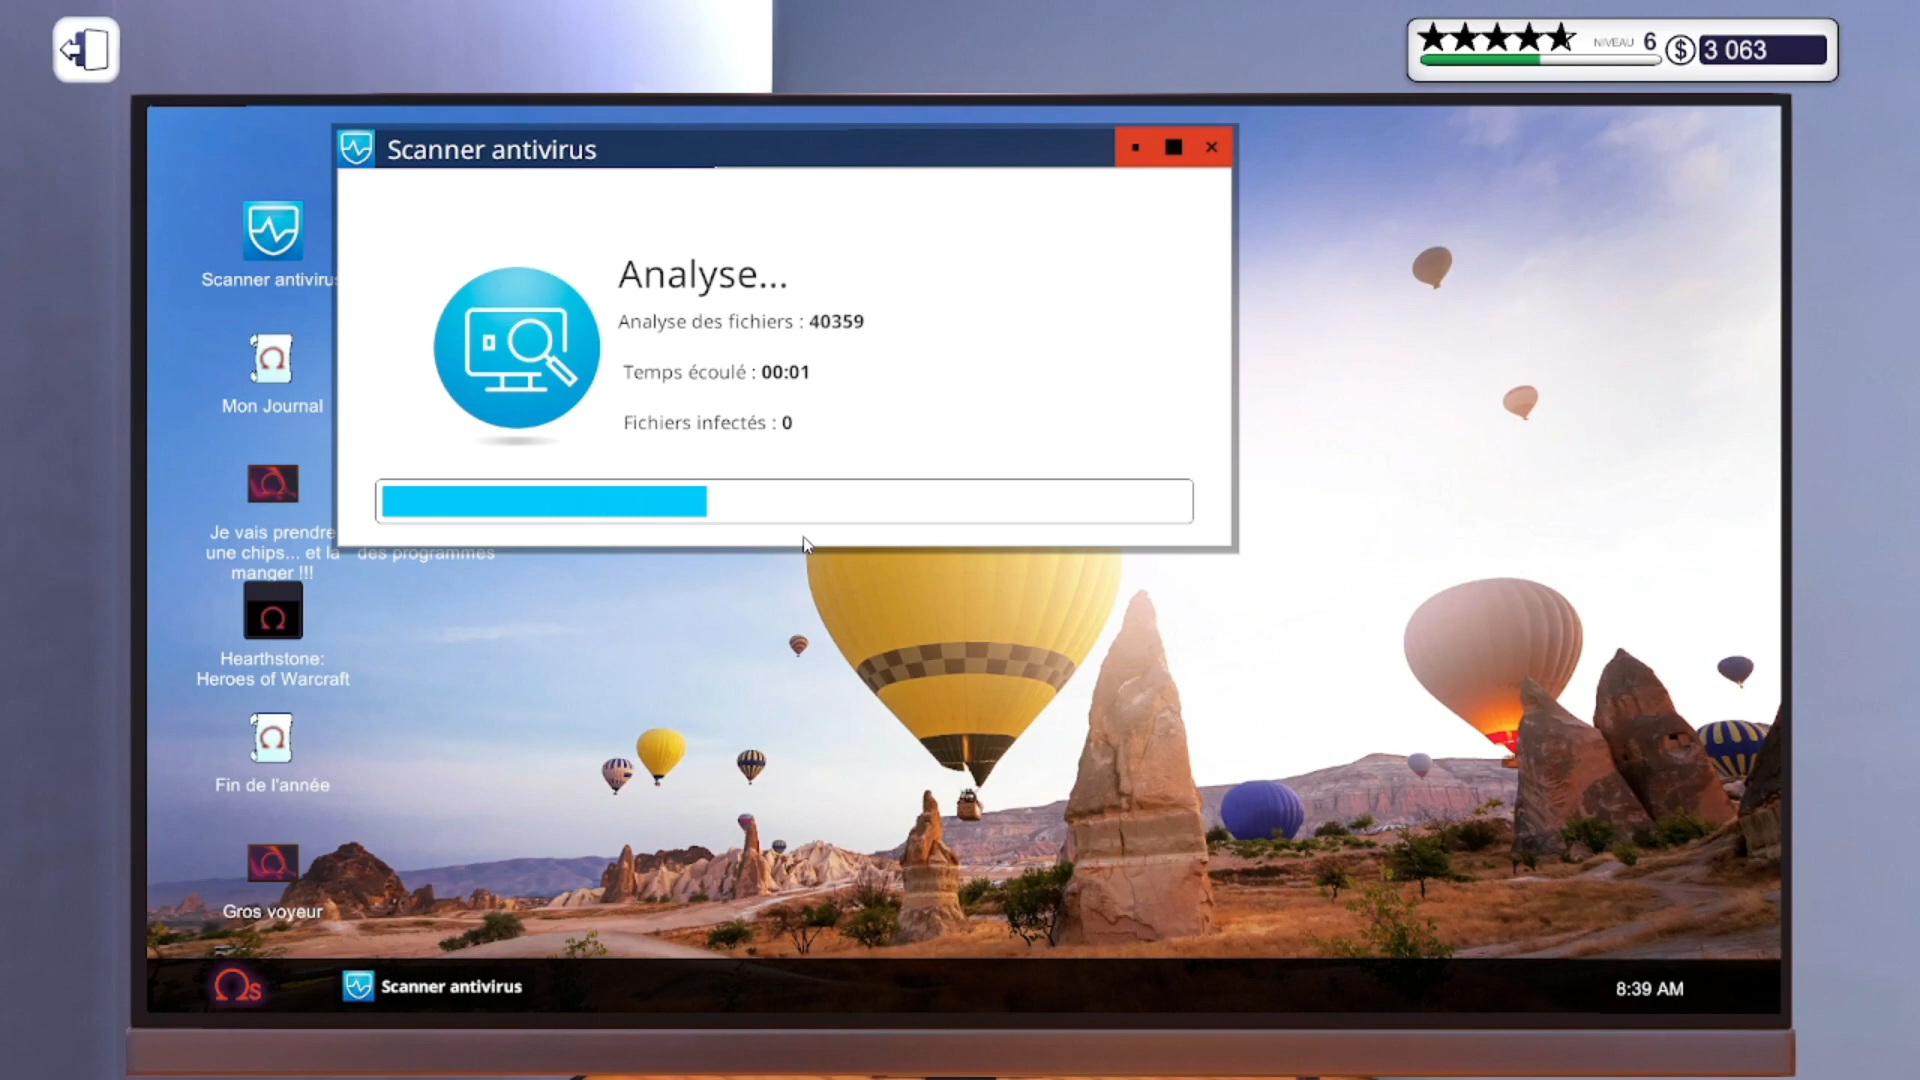 NIVEAU 6 $ 3 063
Scanner antivirus
Scanner antivirus
Analyse...
Analyse des fichiers : 40359
Temps écoulé : 00:01
Fichiers infectés : 0
Mon Journal
Je vais prendre
une chips... et la
manger !!!
des programmes
Hearthstone:
Heroes of Warcraft
Fin de l'année
Gros voyeur
Ωs
Scanner antivirus
8:39 AM